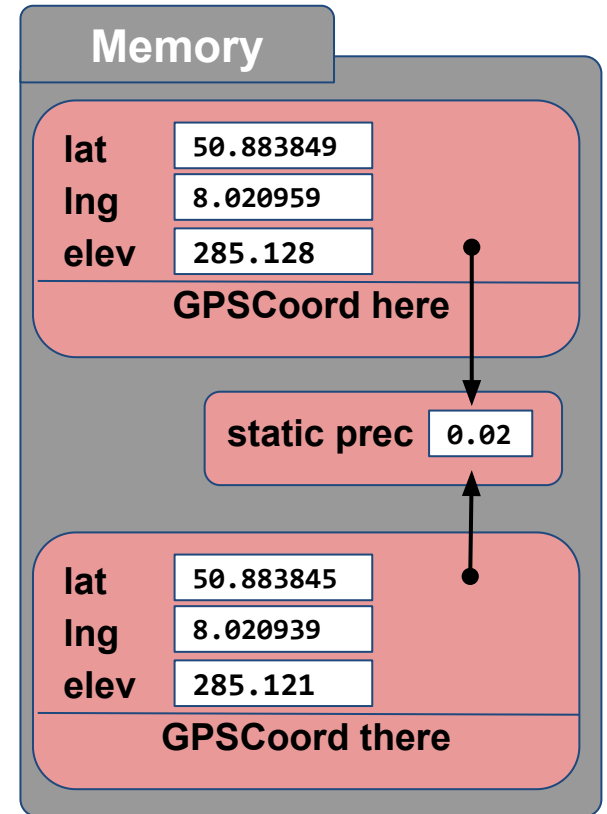 Memory
lat 50.883849
lng 8.020959
elev 285.128
GPSCoord here
static prec 0.02
lat 50.883845
lng 8.020939
elev 285.121
GPSCoord there